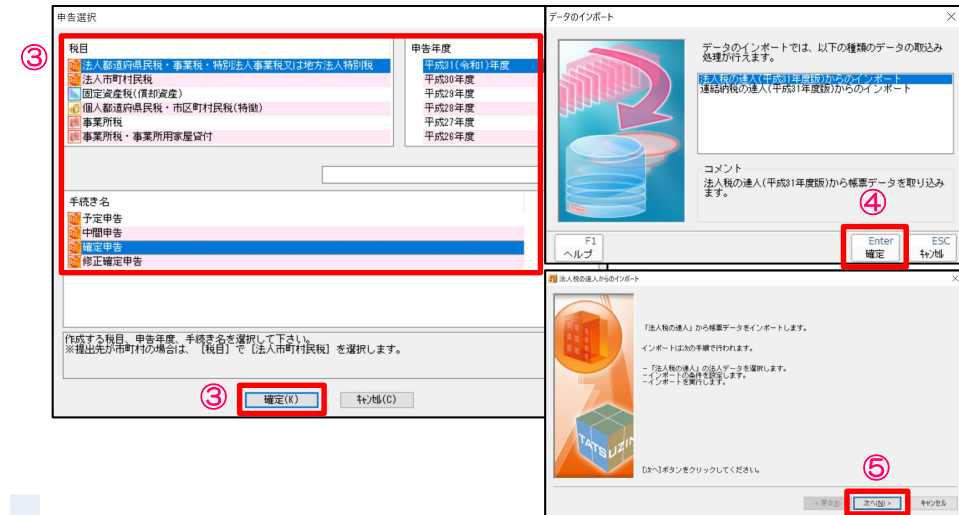 申告選択
③
税目
法人都道府県民税・事業税・特別法人事業税又は地方法人特別税
法人市町村民税
固定資産税(償却資産)
個人都道府県民税・市区町村民税(特徴)
事業所税
事業所税・事業所用家屋貸付
申告年度
平成31(令和1)年度
平成30年度
平成29年度
平成28年度
平成27年度
平成26年度
手続き名
予定申告
中間申告
確定申告
修正確定申告
作成する税目、申告年度、手続き名を選択して下さい。
※提出先が市町村の場合は、［税目］で［法人市町村民税］を選択します。
③
確定(K)
ｷｬﾝｾﾙ(C)
データのインポート
データのインポートでは、以下の種類のデータの取込み
処理が行えます。
法人税の達人(平成31年度版)からのインポート
連結納税の達人(平成31年度版)からのインポート
コメント
法人税の達人(平成31年度版)から帳票データを取り込み
ます。
④
F1
ヘルプ
Enter
確定
ESC
ｷｬﾝｾﾙ
法人税の達人からのインポート
「法人税の達人」から帳票データをインポートします。
インポートは次の手順で行われます。
－「法人税の達人」の法人データを選択します。
－インポートの条件を設定します。
－インポートを実行します。
TATSUZIN
[次へ]ボタンをクリックしてください。
⑤
< 戻る(B)
次へ(N) >
キャンセル